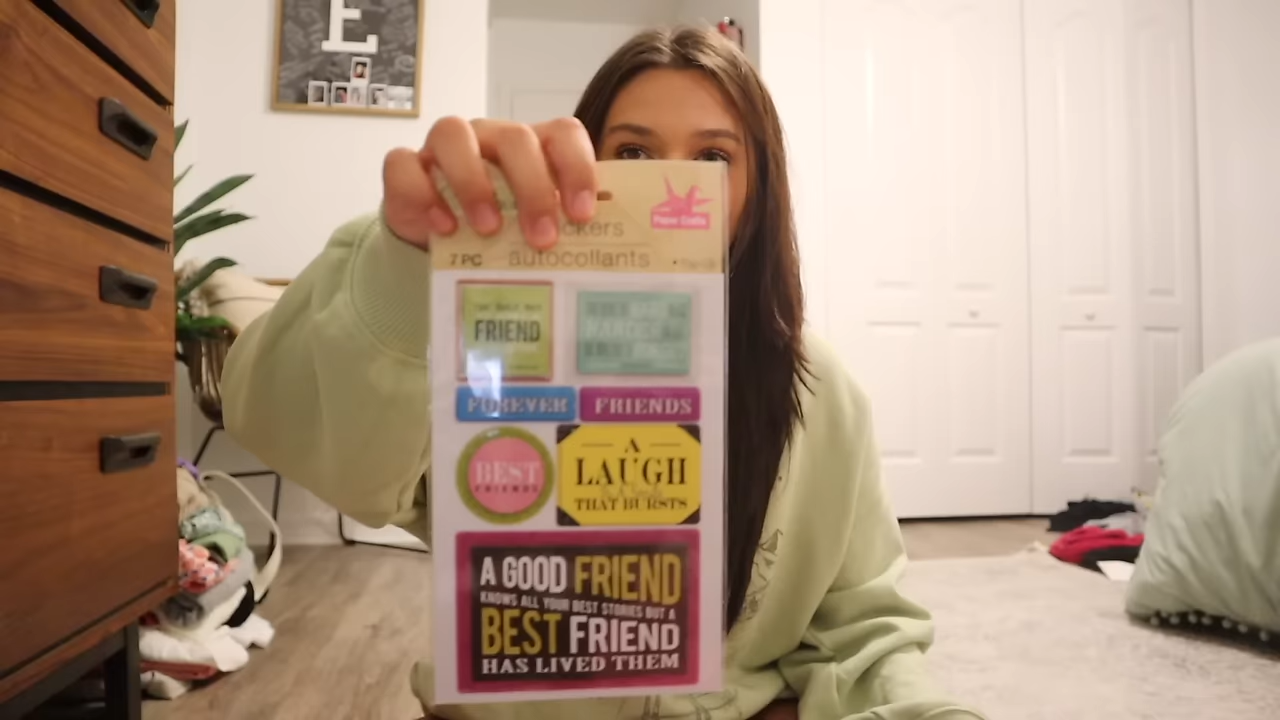 E
Paper Crafts
autocollants
7 PC
FRIEND
FOREVER
FRIENDS
BEST
FRIENDS
A
LAUGH
THAT BURSTS
A GOOD FRIEND
KNOWS ALL YOUR BEST STORIES BUT A
BEST FRIEND
HAS LIVED THEM